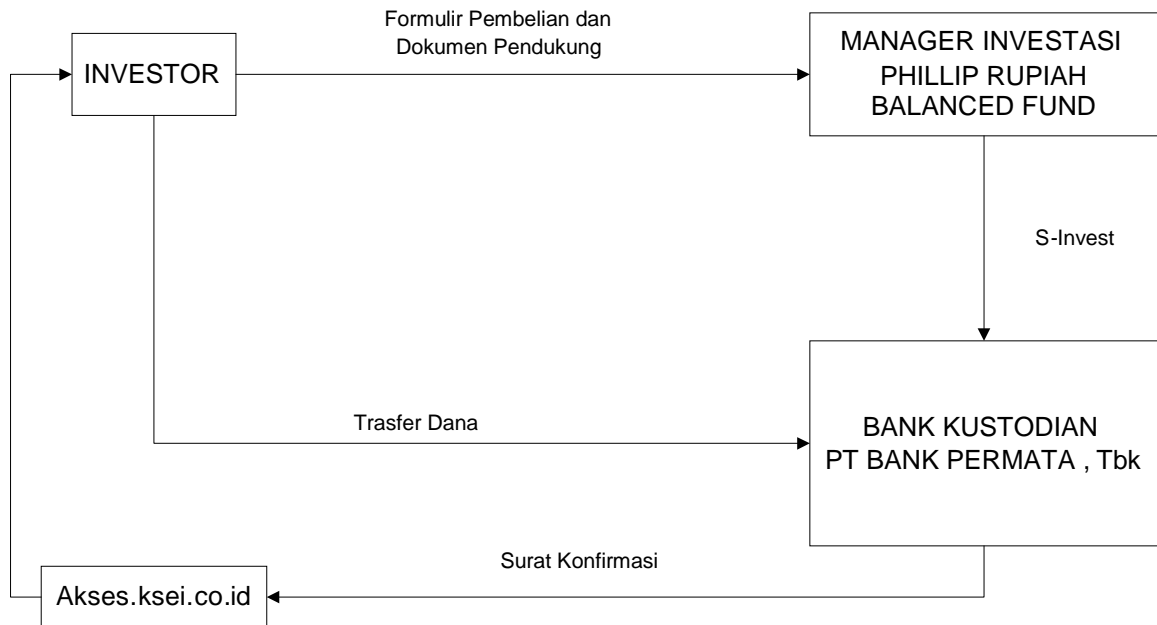 Formulir Pembelian dan
Dokumen Pendukung
INVESTOR
MANAGER INVESTASI
PHILLIP RUPIAH
BALANCED FUND
S-Invest
Trasfer Dana
BANK KUSTODIAN
PT BANK PERMATA , Tbk
Surat Konfirmasi
Akses.ksei.co.id